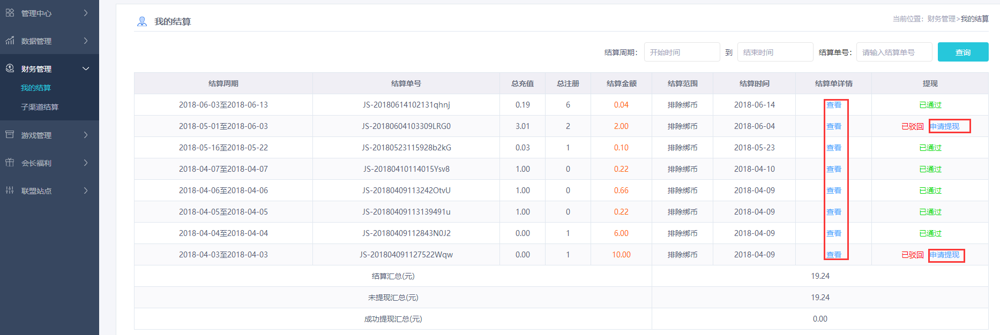 管理中心
数据管理
财务管理
我的结算
子渠道结算
游戏管理
会长福利
联盟站点
我的结算
当前位置：财务管理>我的结算
结算周期： 开始时间 到 结束时间 结算单号： 请输入结算单号 查询
结算周期 结算单号 总充值 总注册 结算金额 结算范围 结算时间 结算单详情 提现
2018-06-03至2018-06-13 JS-20180614102131qhnj 0.19 6 0.04 排除绑币 2018-06-14 查看 已通过
2018-05-01至2018-06-03 JS-20180604103309LRG0 3.01 2 2.00 排除绑币 2018-06-04 查看 已驳回 申请提现
2018-05-16至2018-05-22 JS-20180523115928b2kG 0.03 1 0.10 排除绑币 2018-05-23 查看 已通过
2018-04-07至2018-04-07 JS-20180410114015Ysv8 1.00 0 0.22 排除绑币 2018-04-10 查看 已通过
2018-04-06至2018-04-06 JS-20180409113242OtvU 1.00 0 0.66 排除绑币 2018-04-09 查看 已通过
2018-04-05至2018-04-05 JS-20180409113139491u 1.00 0 0.22 排除绑币 2018-04-09 查看 已通过
2018-04-04至2018-04-04 JS-20180409112843N0J2 0.00 1 6.00 排除绑币 2018-04-09 查看 已通过
2018-04-03至2018-04-03 JS-201804091127522Wqw 0.00 1 10.00 排除绑币 2018-04-09 查看 已驳回 申请提现
结算汇总(元) 19.24
未提现汇总(元) 19.24
成功提现汇总(元) 0.00